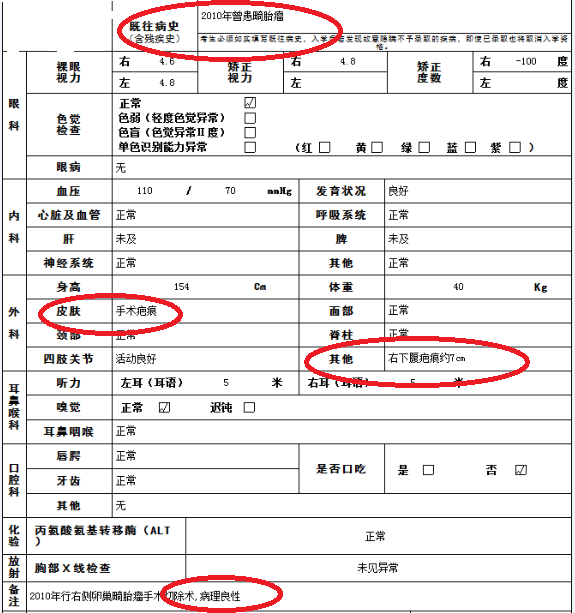 既往病史 2010年曾患畸胎瘤
(含残疾史) 考生必须如实填写既往病史、入学后若发现故意隐瞒不予录取的疾病，即使已录取也将取消入学资格。
眼科 裸眼视力 右 4.6 矫正视力 右 4.8 矫正度数 右 -100 度
左 4.8 左 左 度
色觉检查 正常 ☑
色弱（轻度色觉异常） □
色盲（色觉异常Ⅱ度） □
单色识别能力异常 □ （红 □ 黄 □ 绿 □ 蓝 □ 紫 □ ）
眼病 无
内科 血压 110 / 70 mmHg 发育状况 良好
心脏及血管 正常 呼吸系统 正常
肝 未及 脾 未及
神经系统 正常 其他 正常
外科 身高 154 Cm 体重 40 Kg
皮肤 手术疤痕 面部 正常
颈部 正常 脊柱 正常
四肢关节 活动良好 其他 右下腹疤痕约7cm
耳鼻喉科 听力 左耳（耳语） 5 米 右耳（耳语） 5 米
嗅觉 正常 ☑ 迟钝 □
耳鼻咽喉 正常
口腔科 唇腭 正常 是否口吃 是 □ 否 ☑
牙齿 正常
其他 无
化验 丙氨酸氨基转移酶（ALT） 正常
放射 胸部X线检查 未见异常
备注 2010年行右侧卵巢畸胎瘤手术切除术,病理良性